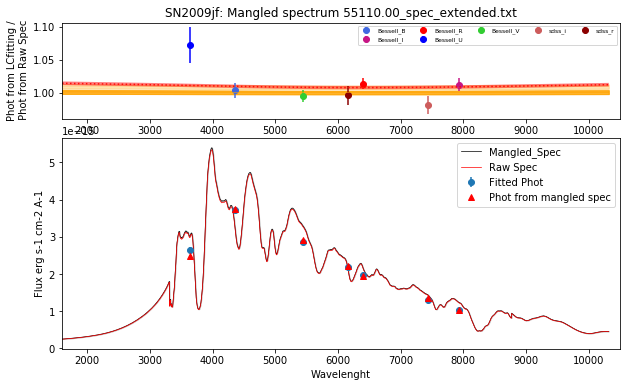 SN2009jf: Mangled spectrum 55110.00_spec_extended.txt
Phot from LCfitting /
Phot from Raw Spec
1.10
1.05
1.00
Bessell_B
Bessell_I
Bessell_R
Bessell_U
Bessell_V
sdss_i
sdss_r
2000 3000 4000 5000 6000 7000 8000 9000 10000
1e−15
Flux erg s-1 cm-2 A-1
5
4
3
2
1
0
Mangled_Spec
Raw Spec
Fitted Phot
Phot from mangled spec
2000 3000 4000 5000 6000 7000 8000 9000 10000
Wavelenght